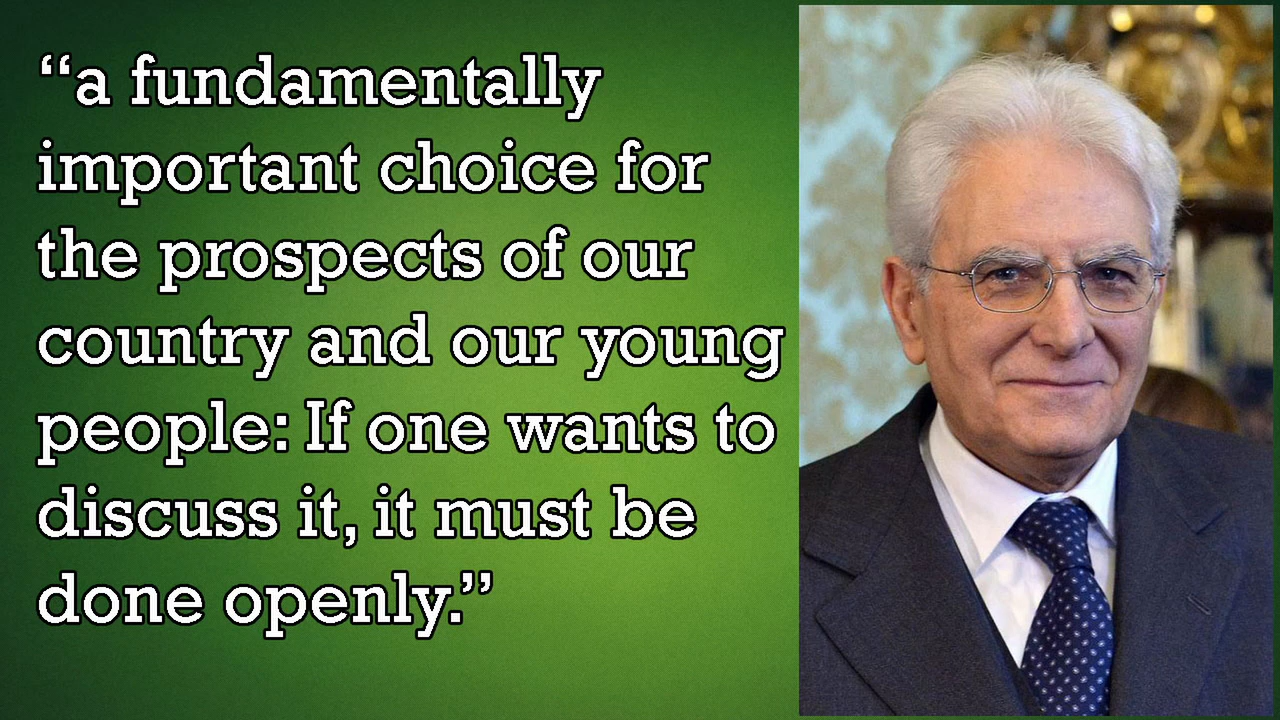 “a fundamentally
important choice for
the prospects of our
country and our young
people: If one wants to
discuss it, it must be
done openly.”